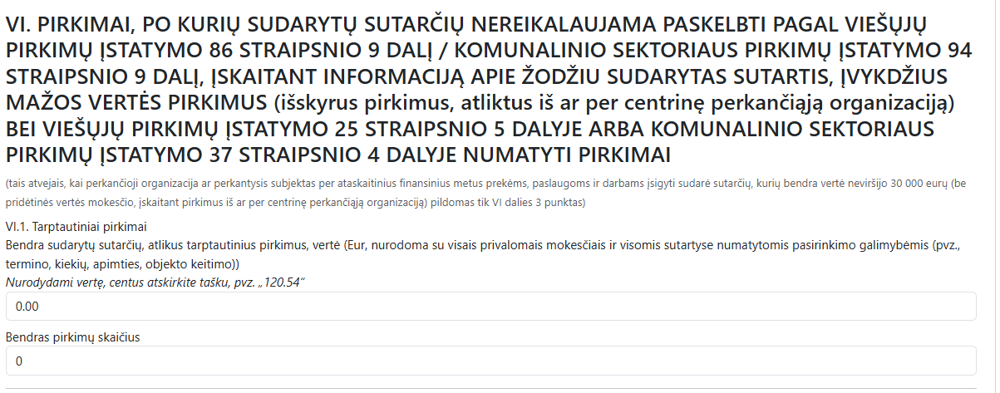 VI. PIRKIMAI, PO KURIŲ SUDARYTŲ SUTARČIŲ NEREIKALAUJAMA PASKELBTI PAGAL VIEŠŲJŲ
PIRKIMŲ ĮSTATYMO 86 STRAIPSNIO 9 DALĮ / KOMUNALINIO SEKTORIAUS PIRKIMŲ ĮSTATYMO 94
STRAIPSNIO 9 DALĮ, ĮSKAITANT INFORMACIJĄ APIE ŽODŽIU SUDARYTAS SUTARTIS, ĮVYKDŽIUS
MAŽOS VERTĖS PIRKIMUS (išskyrus pirkimus, atliktus iš ar per centrinę perkančiąją organizaciją)
BEI VIEŠŲJŲ PIRKIMŲ ĮSTATYMO 25 STRAIPSNIO 5 DALYJE ARBA KOMUNALINIO SEKTORIAUS
PIRKIMŲ ĮSTATYMO 37 STRAIPSNIO 4 DALYJE NUMATYTI PIRKIMAI
(tais atvejais, kai perkančioji organizacija ar perkantysis subjektas per ataskaitinius finansinius metus prekėms, paslaugoms ir darbams įsigyti sudarė sutarčių, kurių bendra vertė neviršijo 30 000 eurų (be
pridėtinės vertės mokesčio, įskaitant pirkimus iš ar per centrinę perkančiąją organizaciją) pildomas tik VI dalies 3 punktas)
VI.1. Tarptautiniai pirkimai
Bendra sudarytų sutarčių, atlikus tarptautinius pirkimus, vertė (Eur, nurodoma su visais privalomais mokesčiais ir visomis sutartyse numatytomis pasirinkimo galimybėmis (pvz.,
termino, kiekių, apimties, objekto keitimo))
Nurodydami vertę, centus atskirkite tašku, pvz. „120.54“
0.00
Bendras pirkimų skaičius
0